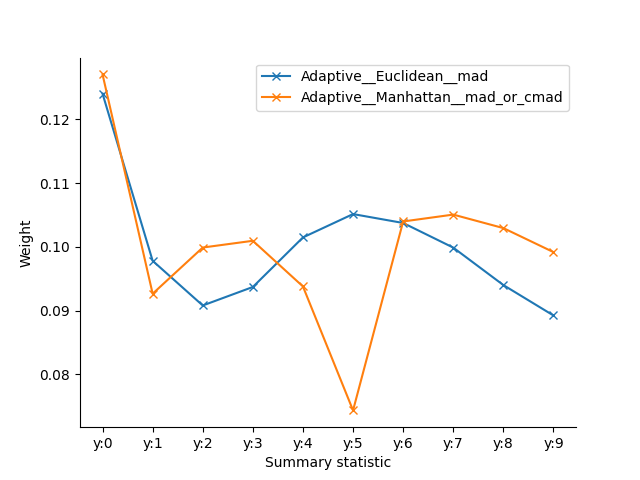 Adaptive__Euclidean__mad
Adaptive__Manhattan__mad_or_cmad
0.12
0.11
0.10
0.09
0.08
Weight
y:0 y:1 y:2 y:3 y:4 y:5 y:6 y:7 y:8 y:9
Summary statistic